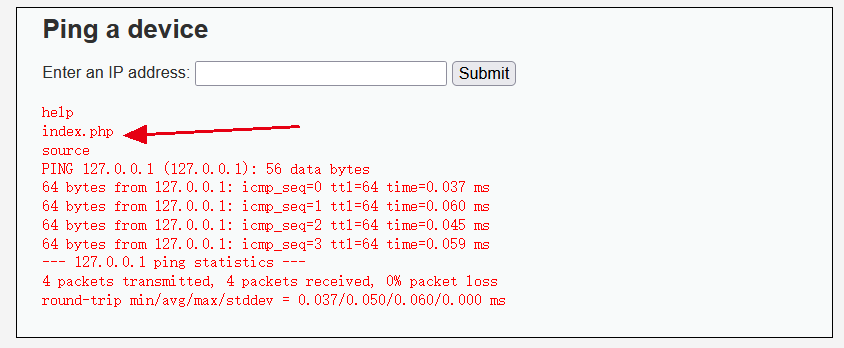 Ping a device
Enter an IP address: Submit
help
index.php
source
PING 127.0.0.1 (127.0.0.1): 56 data bytes
64 bytes from 127.0.0.1: icmp_seq=0 ttl=64 time=0.037 ms
64 bytes from 127.0.0.1: icmp_seq=1 ttl=64 time=0.060 ms
64 bytes from 127.0.0.1: icmp_seq=2 ttl=64 time=0.045 ms
64 bytes from 127.0.0.1: icmp_seq=3 ttl=64 time=0.059 ms
--- 127.0.0.1 ping statistics ---
4 packets transmitted, 4 packets received, 0% packet loss
round-trip min/avg/max/stddev = 0.037/0.050/0.060/0.000 ms